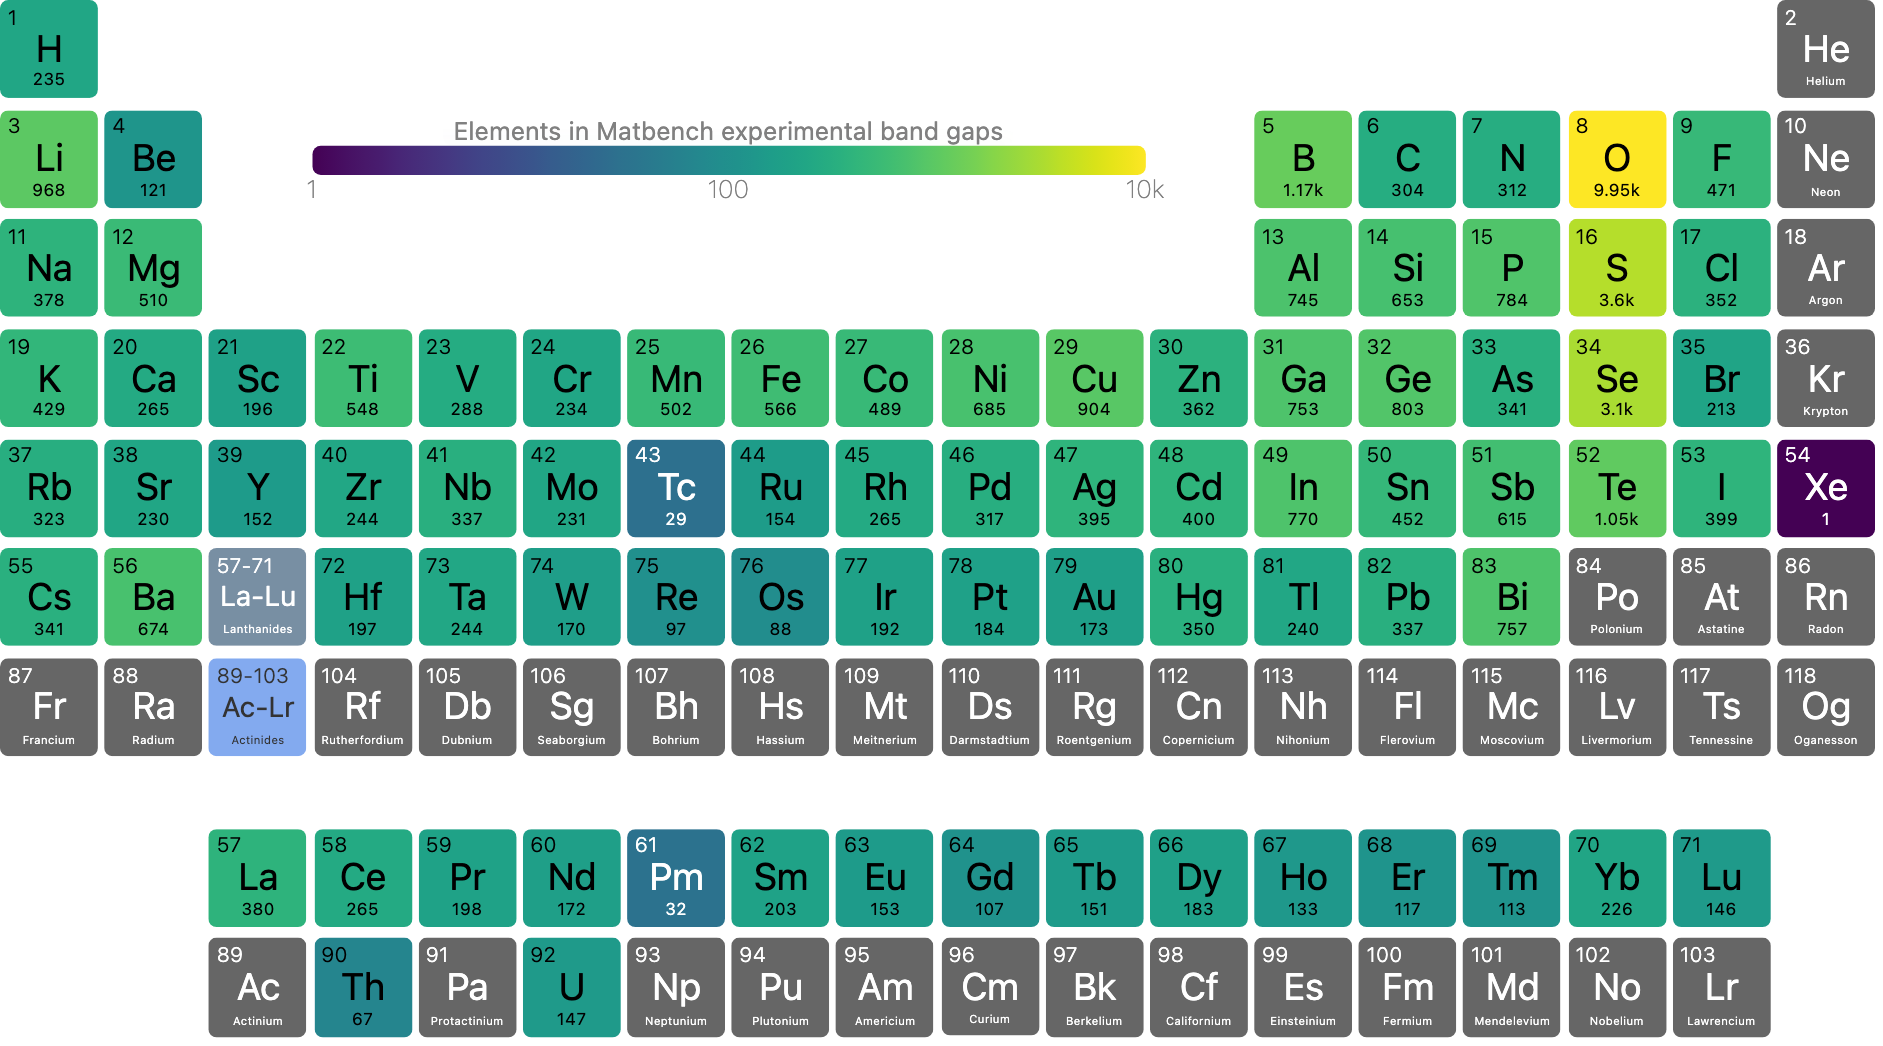 1
H
235
2
He
Helium
Elements in Matbench experimental band gaps
1
100
10k
3
Li
968
4
Be
121
5
B
1.17k
6
C
304
7
N
312
8
O
9.95k
9
F
471
10
Ne
Neon
11
Na
378
12
Mg
510
13
Al
745
14
Si
653
15
P
784
16
S
3.6k
17
Cl
352
18
Ar
Argon
19
K
429
20
Ca
265
21
Sc
196
22
Ti
548
23
V
288
24
Cr
234
25
Mn
502
26
Fe
566
27
Co
489
28
Ni
685
29
Cu
904
30
Zn
362
31
Ga
753
32
Ge
803
33
As
341
34
Se
3.1k
35
Br
213
36
Kr
Krypton
37
Rb
323
38
Sr
230
39
Y
152
40
Zr
244
41
Nb
337
42
Mo
231
43
Tc
29
44
Ru
154
45
Rh
265
46
Pd
317
47
Ag
395
48
Cd
400
49
In
770
50
Sn
452
51
Sb
615
52
Te
1.05k
53
I
399
54
Xe
1
55
Cs
341
56
Ba
674
57-71
La-Lu
Lanthanides
72
Hf
197
73
Ta
244
74
W
170
75
Re
97
76
Os
88
77
Ir
192
78
Pt
184
79
Au
173
80
Hg
350
81
Tl
240
82
Pb
337
83
Bi
757
84
Po
Polonium
85
At
Astatine
86
Rn
Radon
87
Fr
Francium
88
Ra
Radium
89-103
Ac-Lr
Actinides
104
Rf
Rutherfordium
105
Db
Dubnium
106
Sg
Seaborgium
107
Bh
Bohrium
108
Hs
Hassium
109
Mt
Meitnerium
110
Ds
Darmstadtium
111
Rg
Roentgenium
112
Cn
Copernicium
113
Nh
Nihonium
114
Fl
Flerovium
115
Mc
Moscovium
116
Lv
Livermorium
117
Ts
Tennessine
118
Og
Oganesson
57
La
380
58
Ce
265
59
Pr
198
60
Nd
172
61
Pm
32
62
Sm
203
63
Eu
153
64
Gd
107
65
Tb
151
66
Dy
183
67
Ho
133
68
Er
117
69
Tm
113
70
Yb
226
71
Lu
146
89
Ac
Actinium
90
Th
67
91
Pa
Protactinium
92
U
147
93
Np
Neptunium
94
Pu
Plutonium
95
Am
Americium
96
Cm
Curium
97
Bk
Berkelium
98
Cf
Californium
99
Es
Einsteinium
100
Fm
Fermium
101
Md
Mendelevium
102
No
Nobelium
103
Lr
Lawrencium